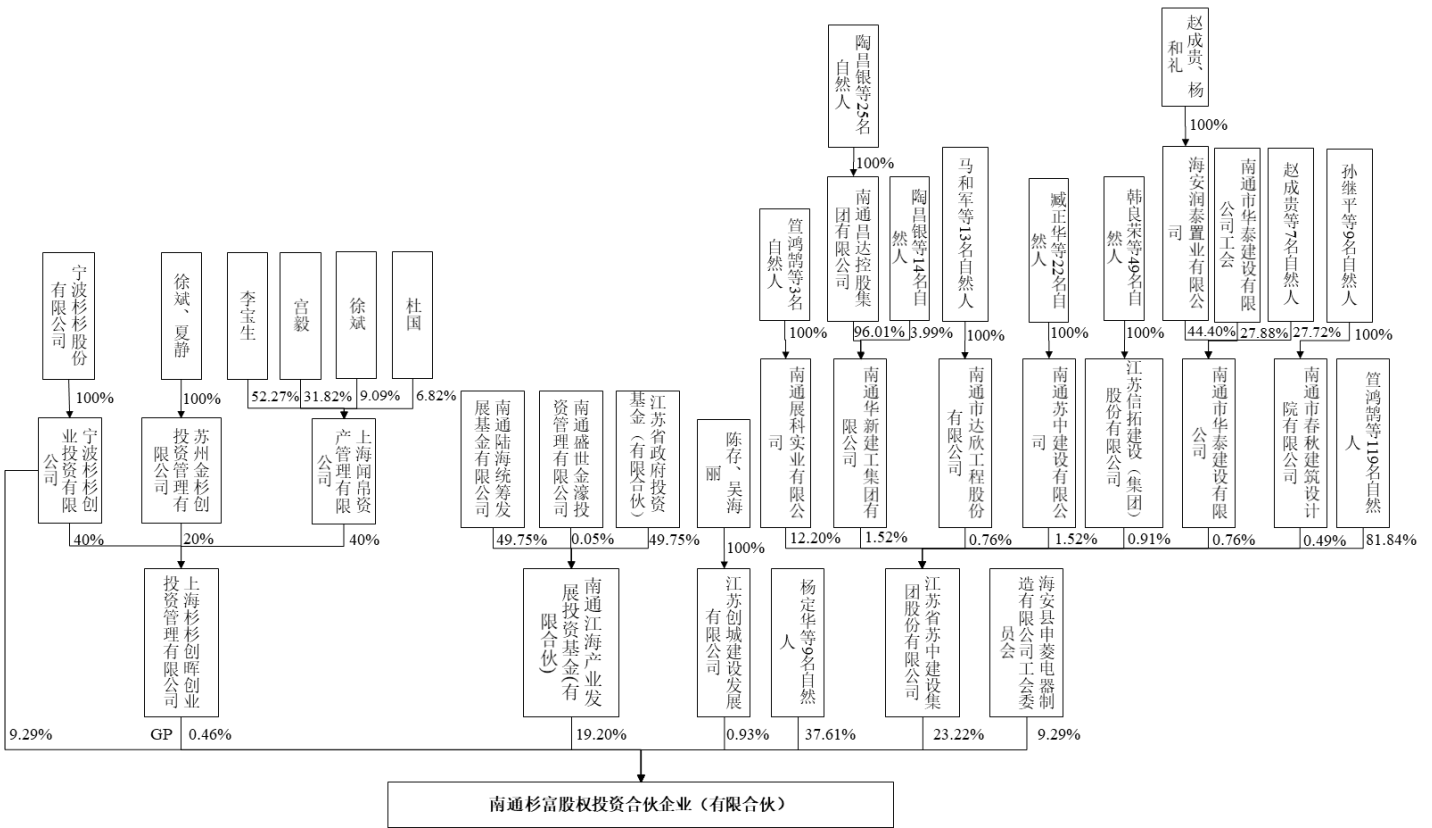 赵成贵、杨
和礼
陶昌银等25名
自然人
100%
100%
马和军等13名自然人
海安润泰置业有限公
司
南通市华泰建设有限
公司工会
赵成贵等7名自然人
孙继平等9名自然人
南通昌达控股集
团有限公司
陶昌银等14名自
然人
臧正华等22名自
然人
韩良荣等49名自
然人
笪鸿鹄等3名
自然人
宁波杉杉股份
有限公司
徐斌、夏静
李宝生
宫毅
徐斌
杜国
100%
96.01%
3.99%
100%
100%
100%
44.40%
27.88%
27.72%
100%
100%
100%
52.27%
31.82%
9.09%
6.82%
南通陆海统筹发
展基金有限公司
南通盛世金濠投
资管理有限公司
江苏省政府投资
基金（有限合伙）
陈存、吴海
丽
南通展科实业有限公
司
南通华新建工集团有
限公司
南通市达欣工程股份
有限公司
南通苏中建设有限公
司
江苏信拓建设（集团）
股份有限公司
南通市华泰建设有限
公司
南通市春秋建筑设计
院有限公司
笪鸿鹄等119名自然
人
宁波杉杉创
业投资有限
公司
苏州金杉创
投资管理有
限公司
上海闻帛资
产管理有限
公司
40%
20%
40%
49.75%
0.05%
49.75%
100%
12.20%
1.52%
0.76%
1.52%
0.91%
0.76%
0.49%
81.84%
上海杉杉创晖创业
投资管理有限公司
南通江海产业发
展投资基金(有
限合伙)
江苏创城建设发展
有限公司
杨定华等9名自然
人
江苏省苏中建设集
团股份有限公司
海安县申菱电器制
造有限公司工会委
员会
9.29%
GP
0.46%
19.20%
0.93%
37.61%
23.22%
9.29%
南通杉富股权投资合伙企业（有限合伙）